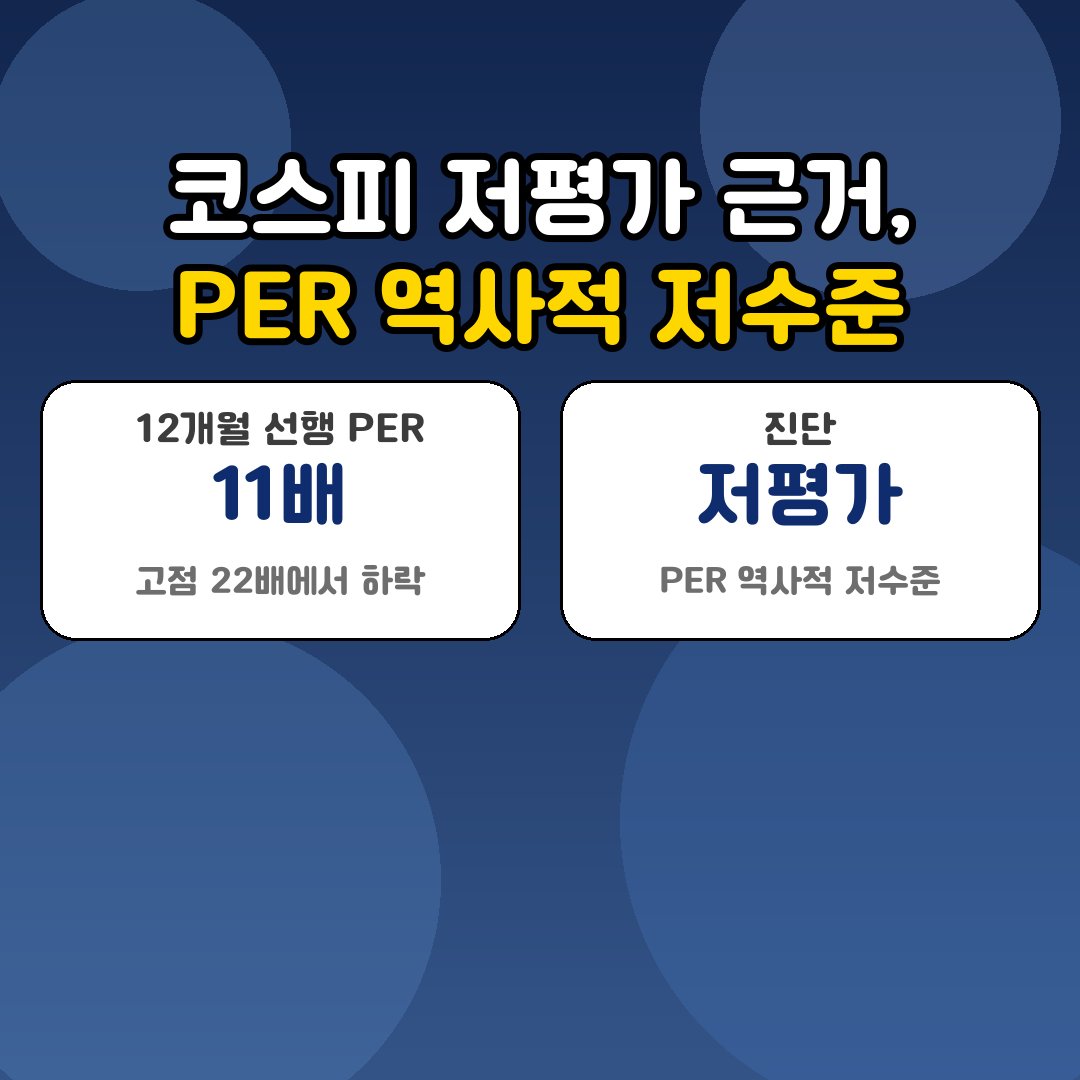 코스피 저평가 근거,
PER 역사적 저수준
12개월 선행 PER
11배
고점 22배에서 하락
진단
저평가
PER 역사적 저수준